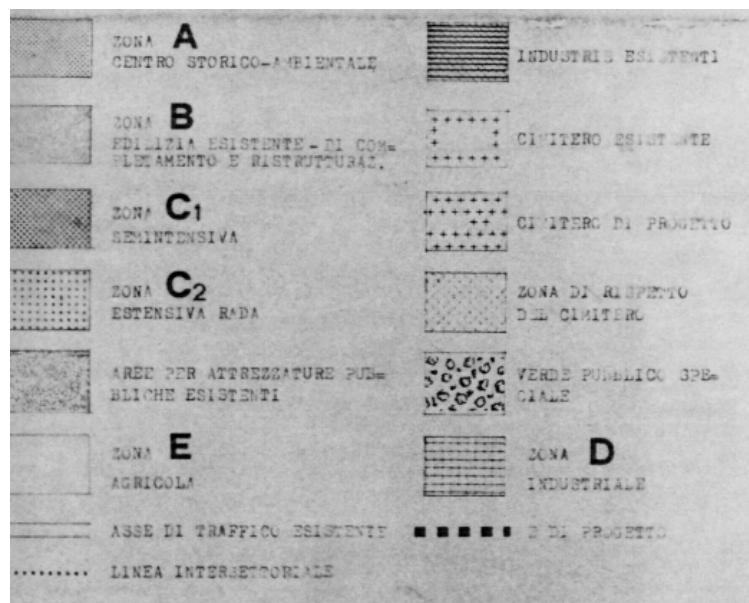 ZONA A
CENTRO STORICO-AMBIENTALE
ZONA B
EDILIZIA ESISTENTE - DI COM=
PLETAMENTO E RISTRUTTURAZ.
ZONA C1
SEMINTENSIVA
ZONA C2
ESTENSIVA RADA
AREE PER ATTREZZATURE PUB=
BLICHE ESISTENTI
ZONA E
AGRICOLA
ASSE DI TRAFFICO ESISTENTE
LINEA INTERSETTORIALE
INDUSTRIE ESISTENTI
CIMITERO ESISTENTE
CIMITERO DI PROGETTO
ZONA DI RISPETTO
DEL CIMITERO
VERDE PUBBLICO SPE=
CIALE
ZONA D
INDUSTRIALE
E DI PROGETTO